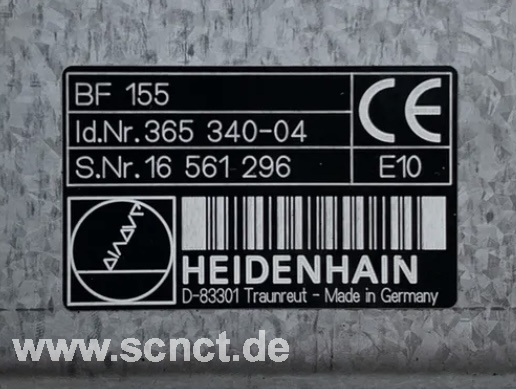 BF 155
Id.Nr. 365 340-04
S.Nr. 16 561 296
E10
CE
HEIDENHAIN
D-83301 Traunreut - Made in Germany
www.scnct.de